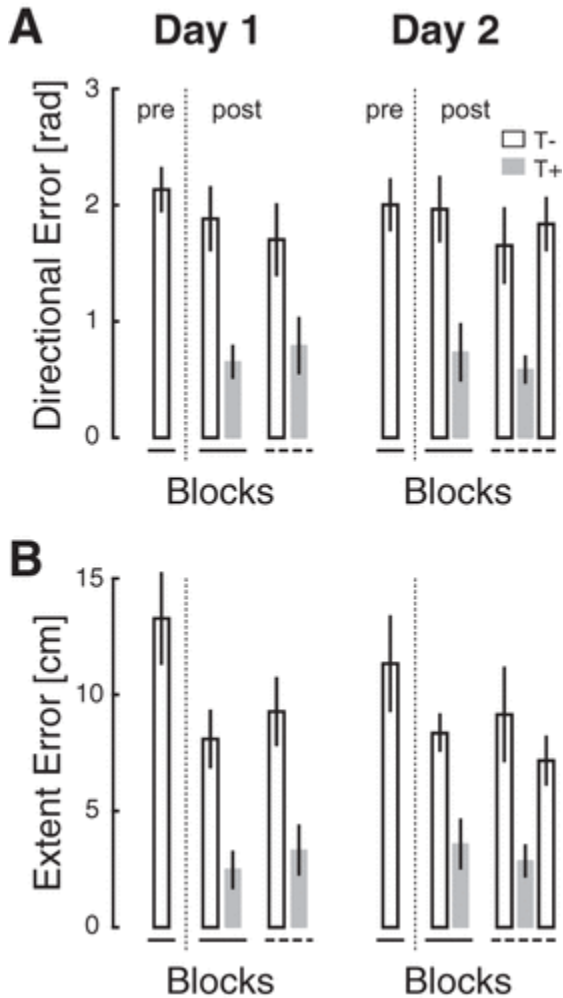 A
Day 1
Day 2
Directional Error [rad]
3
2
1
0
pre
post
pre
post
T-
T+
Blocks
Blocks
B
Extent Error [cm]
15
10
5
0
Blocks
Blocks